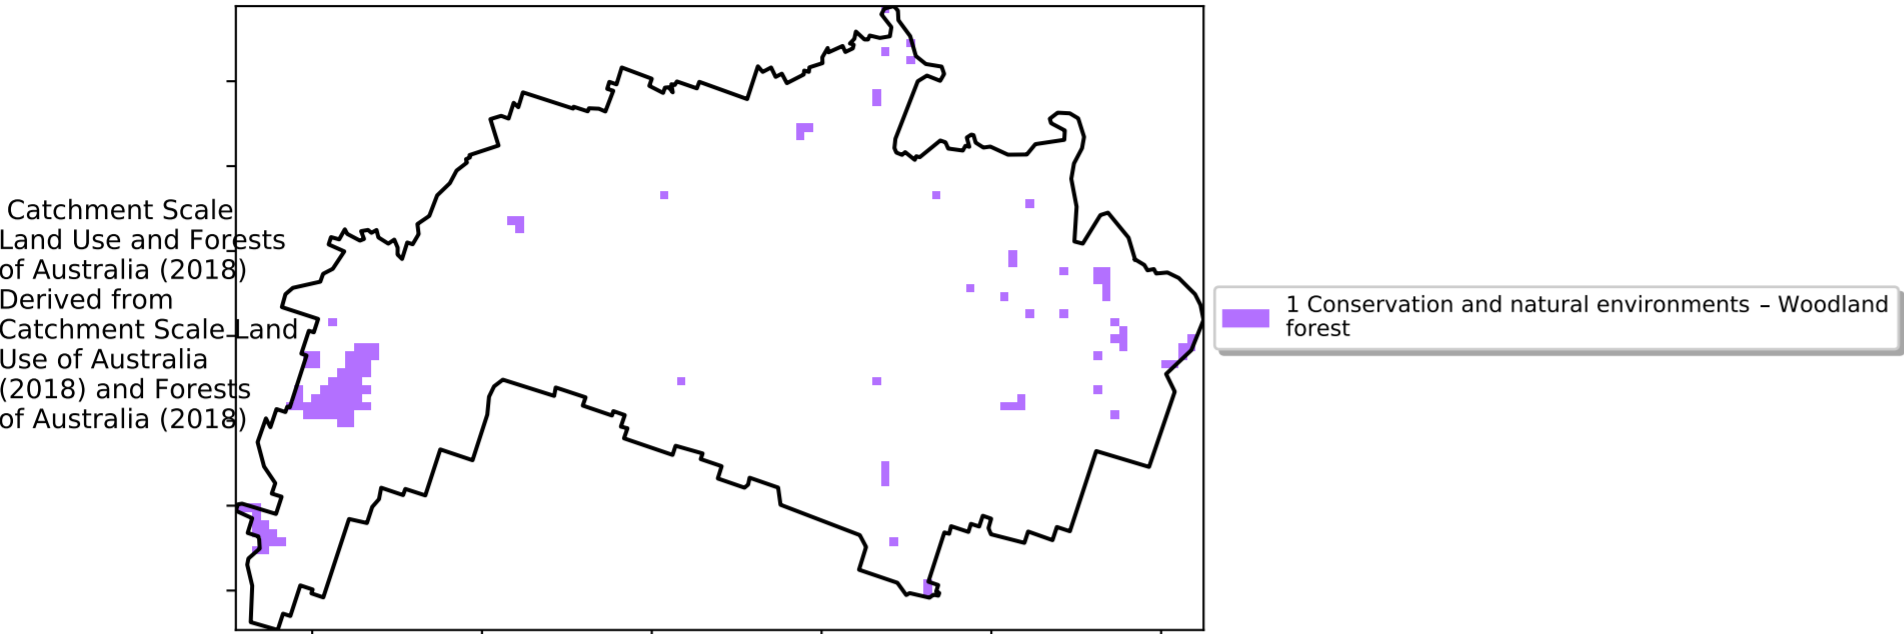 Catchment Scale
Land Use and Forests
of Australia (2018)
Derived from
Catchment Scale Land
Use of Australia
(2018) and Forests
of Australia (2018)
1 Conservation and natural environments – Woodland
forest